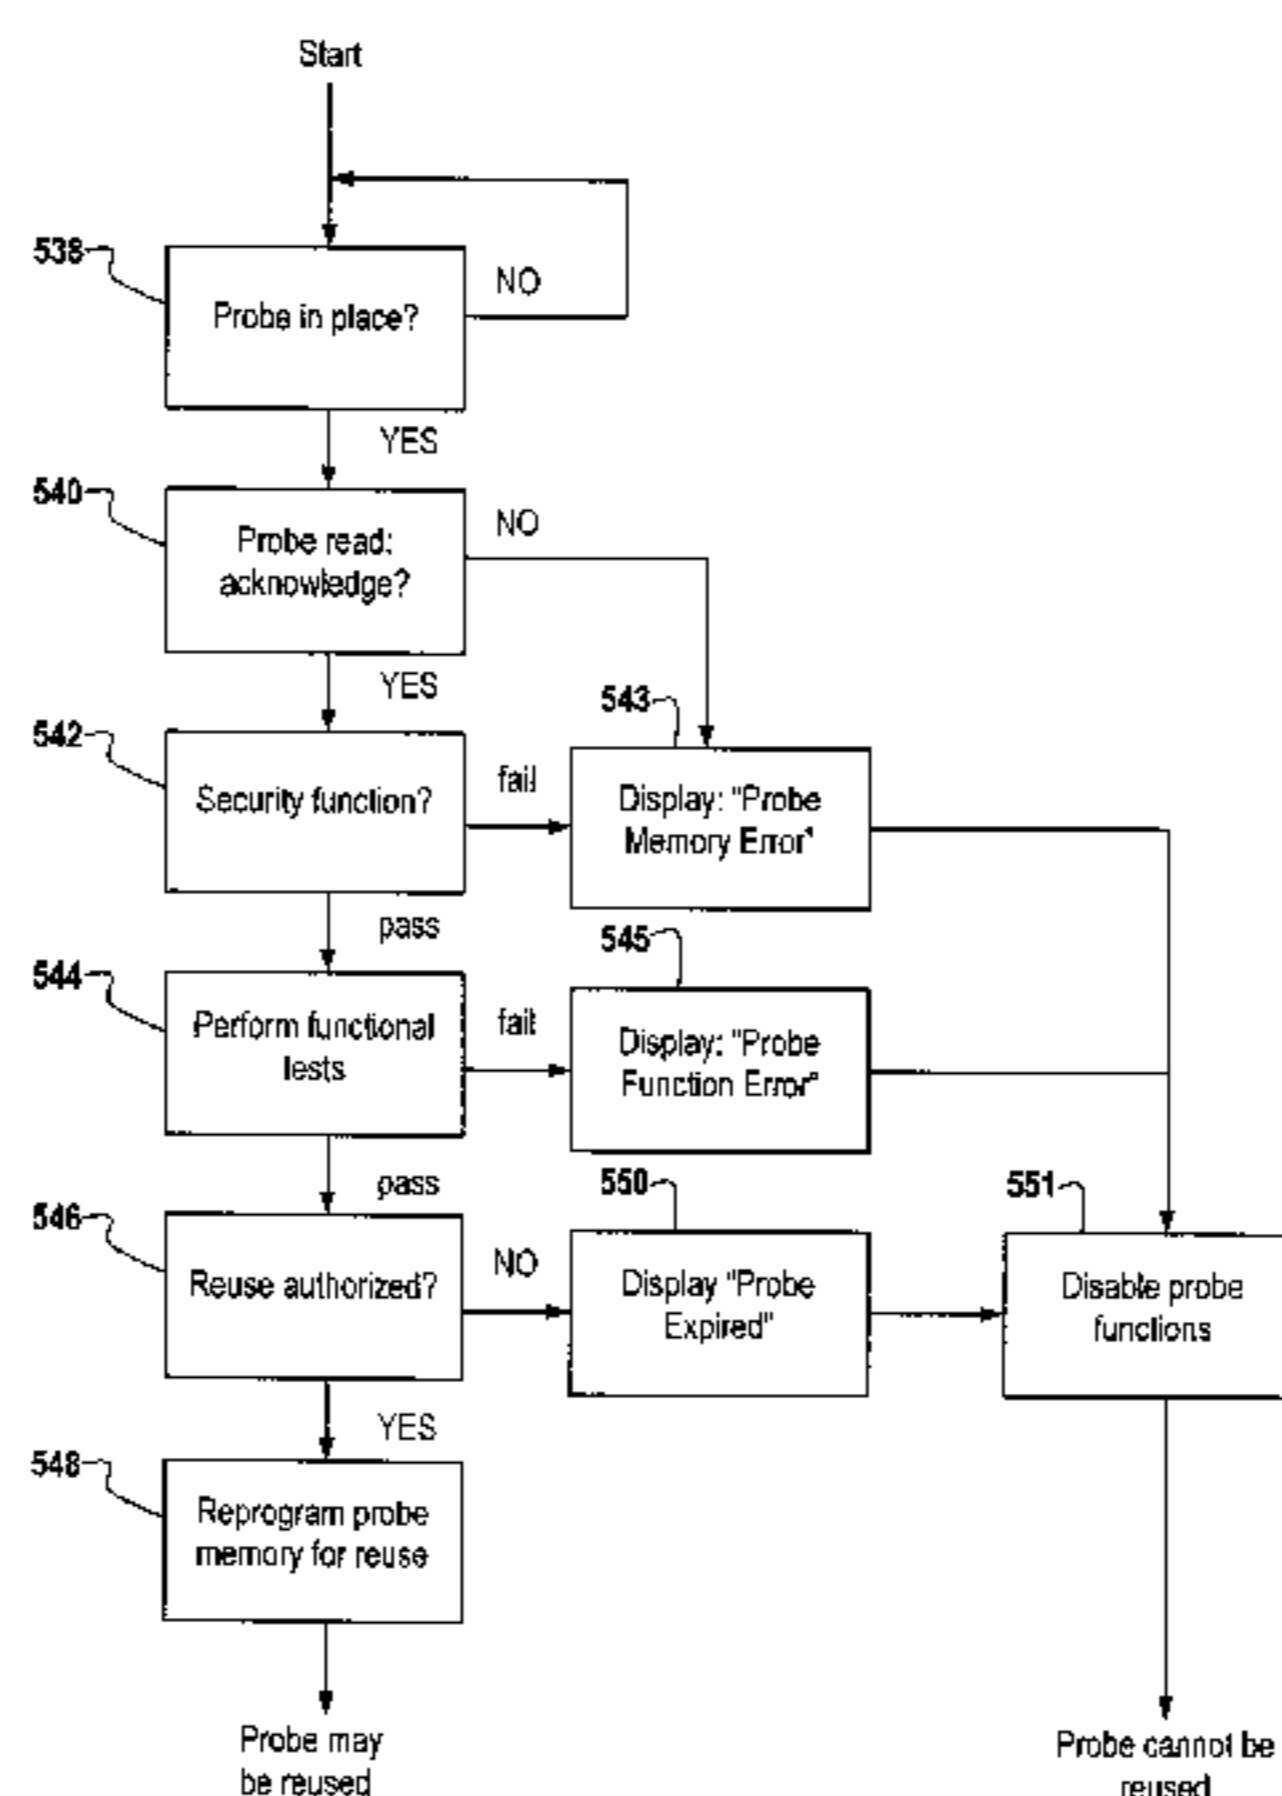 Start
538
Probe in place?
NO
YES
540
Probe read:
acknowledge?
NO
YES
542
Security function?
fail
pass
543
Display: "Probe
Memory Error"
544
Perform functional
tests
fail
pass
545
Display: "Probe
Function Error"
546
Reuse authorized?
NO
YES
550
Display "Probe
Expired"
551
Disable probe
functions
548
Reprogram probe
memory for reuse
Probe may
be reused
Probe cannot be
reused